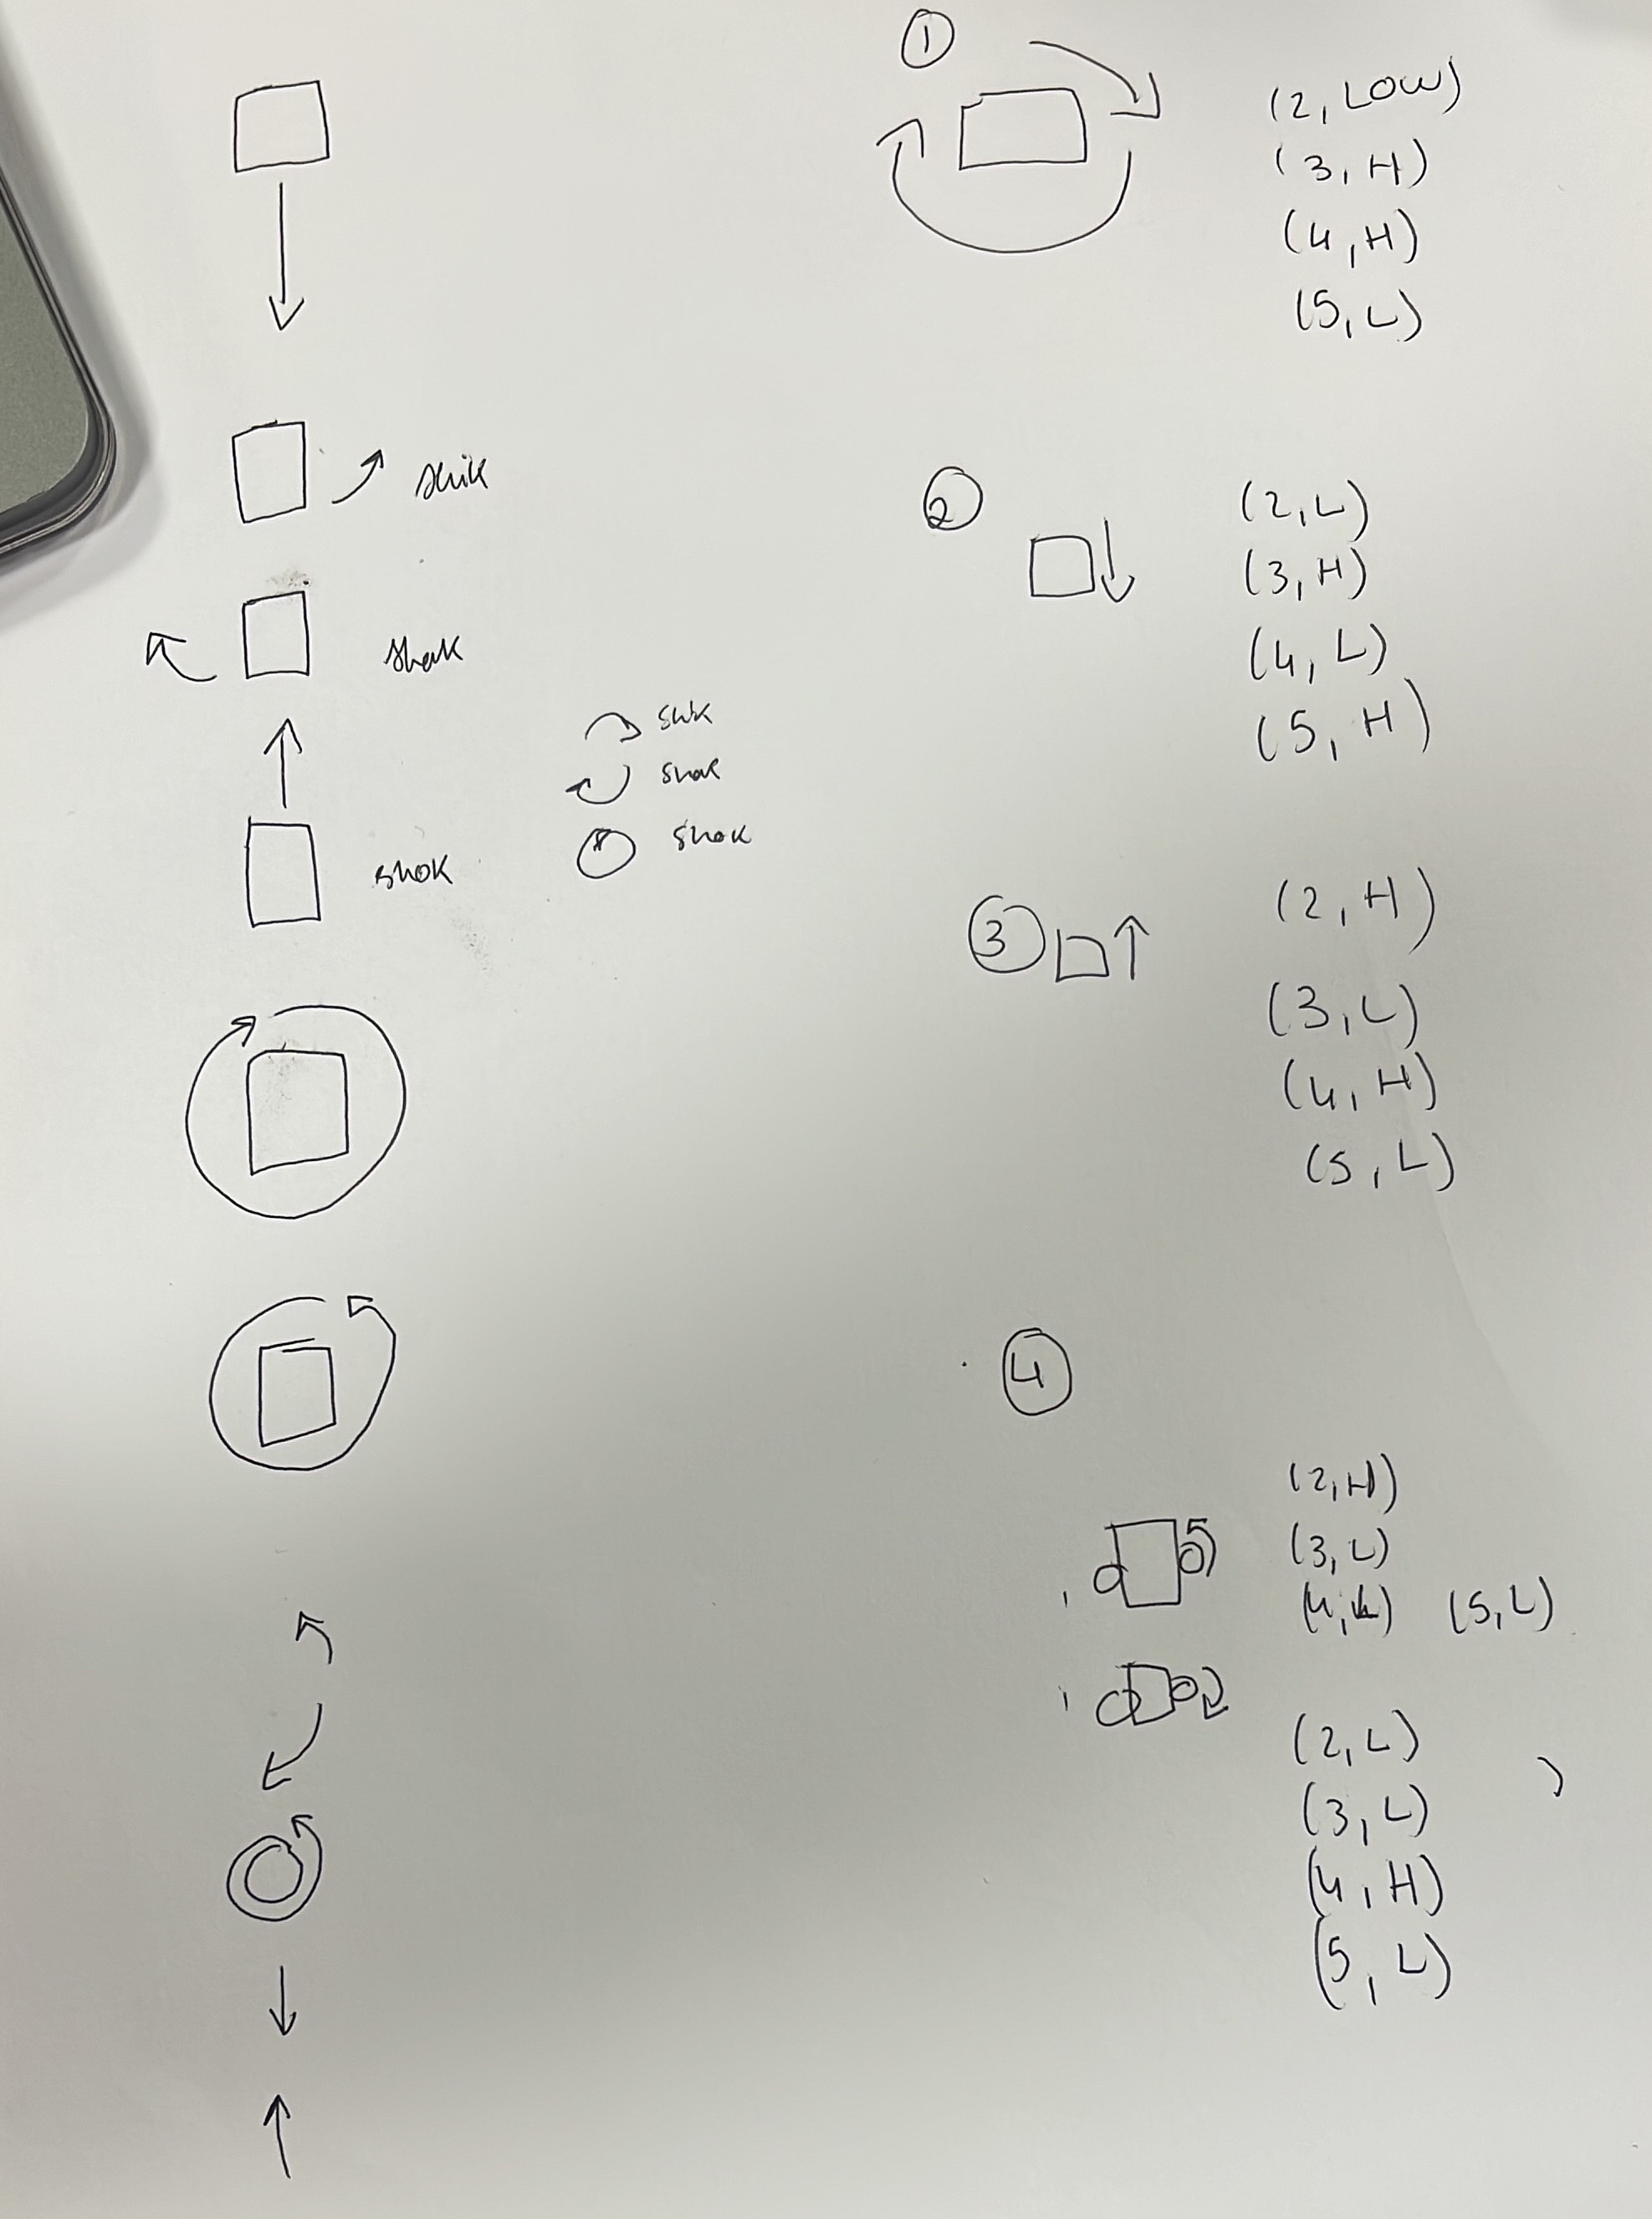 shik
shak
shok
shik
shak
shok
1
(2, LOW)
(3, H)
(4, H)
(5, L)
2
(2, L)
(3, H)
(4, L)
(5, H)
3
(2, H)
(3, L)
(4, H)
(5, L)
4
(2, H)
(3, L)
(4, L) (5, L)
(2, L)
(3, L)
(4, H)
(5, L)